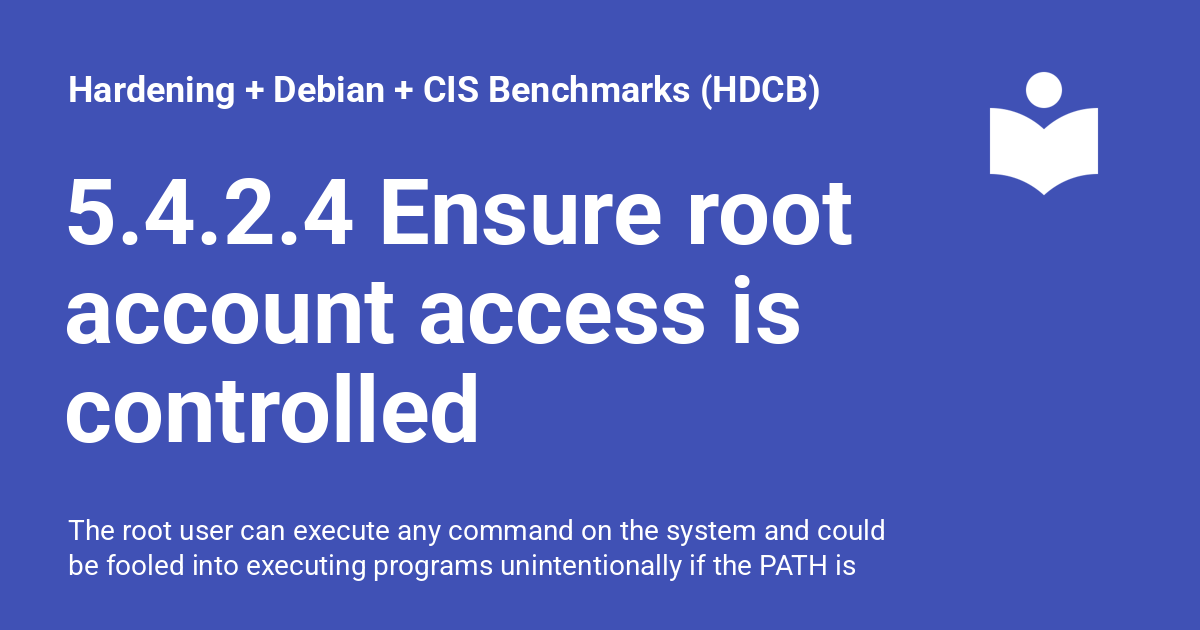 Hardening + Debian + CIS Benchmarks (HDCB)
5.4.2.4 Ensure root
account access is
controlled
The root user can execute any command on the system and could
be fooled into executing programs unintentionally if the PATH is